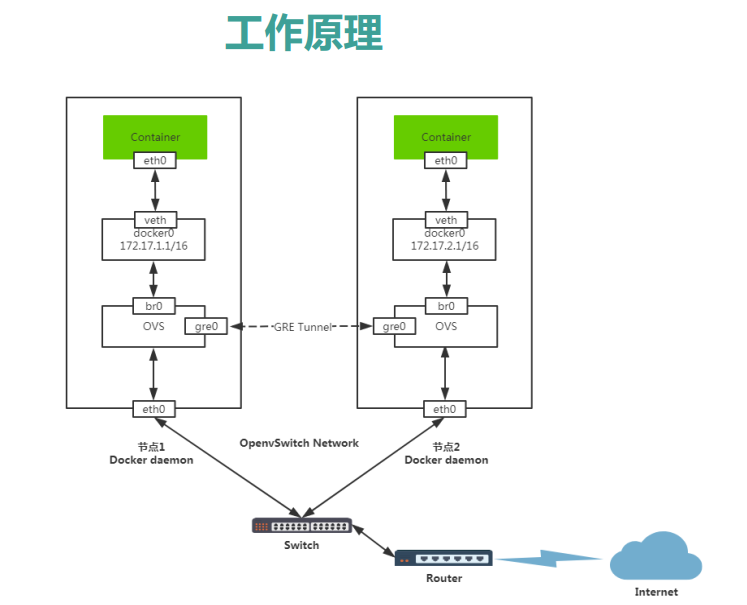 工作原理
Container
Container
eth0
eth0
veth
veth
docker0
docker0
172.17.1.1/16
172.17.2.1/16
br0
br0
OVS
OVS
gre0
GRE Tunnel
gre0
eth0
eth0
节点1
Docker daemon
OpenvSwitch Network
节点2
Docker daemon
Switch
Router
Internet